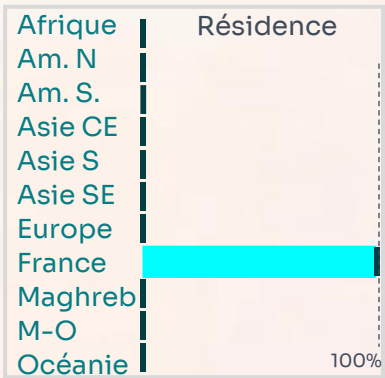 Résidence
Afrique
Am. N
Am. S.
Asie CE
Asie S
Asie SE
Europe
France
Maghreb
M-O
Océanie
100%